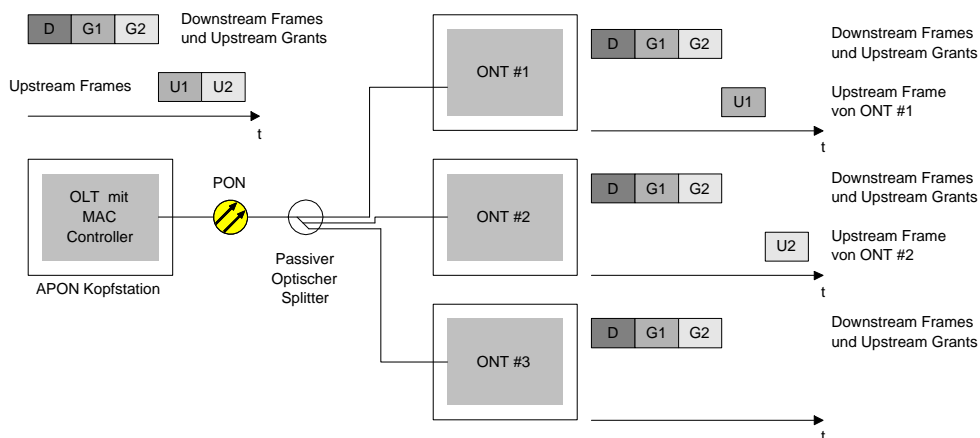 D G1 G2
Downstream Frames
und Upstream Grants
Upstream Frames
U1 U2
t
OLT mit
MAC
Controller
APON Kopfstation
PON
Passiver
Optischer
Splitter
ONT #1
D G1 G2
Downstream Frames
und Upstream Grants
U1
Upstream Frame
von ONT #1
t
ONT #2
D G1 G2
Downstream Frames
und Upstream Grants
U2
Upstream Frame
von ONT #2
t
ONT #3
D G1 G2
Downstream Frames
und Upstream Grants
t